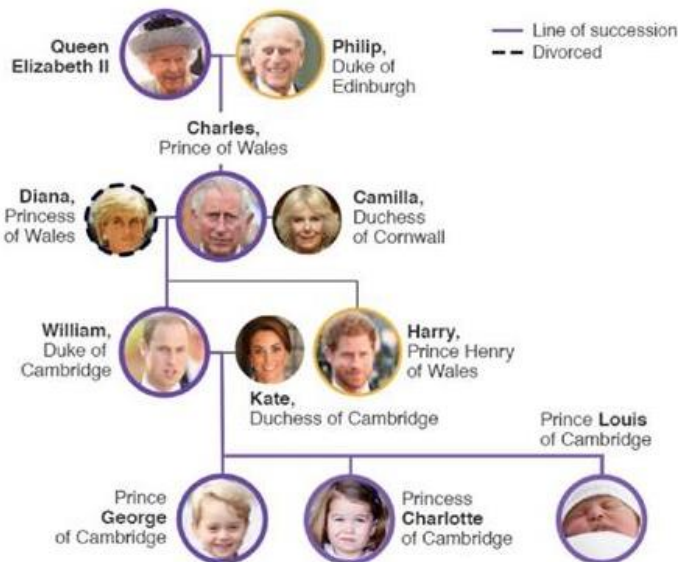 Queen
Elizabeth II
Philip,
Duke of
Edinburgh
Line of succession
Divorced
Charles,
Prince of Wales
Diana,
Princess
of Wales
Camilla,
Duchess
of Cornwall
William,
Duke of
Cambridge
Kate,
Duchess of Cambridge
Harry,
Prince Henry
of Wales
Prince
George
of Cambridge
Princess
Charlotte
of Cambridge
Prince Louis
of Cambridge